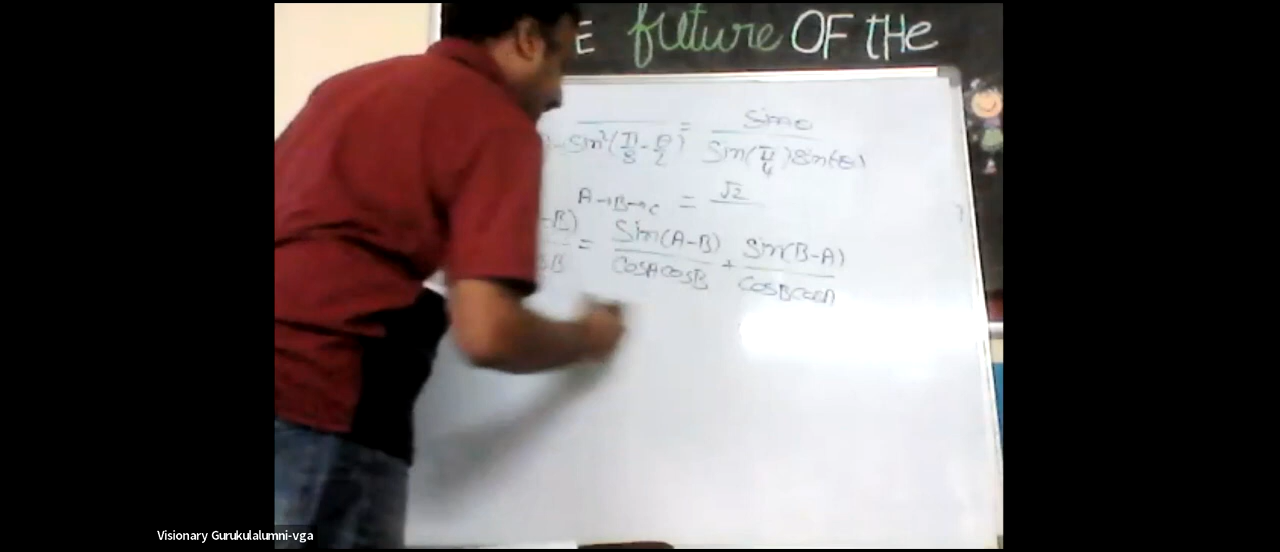 E future OF tHe
- sin²(π/8 - θ/2) = sinθ / sin(π/4) sin(θ)
A→B→C = √2
-B) = sin(A-B) / cosAcosB + sin(B-A) / cosBcosA
Visionary Gurukulalumni-vga